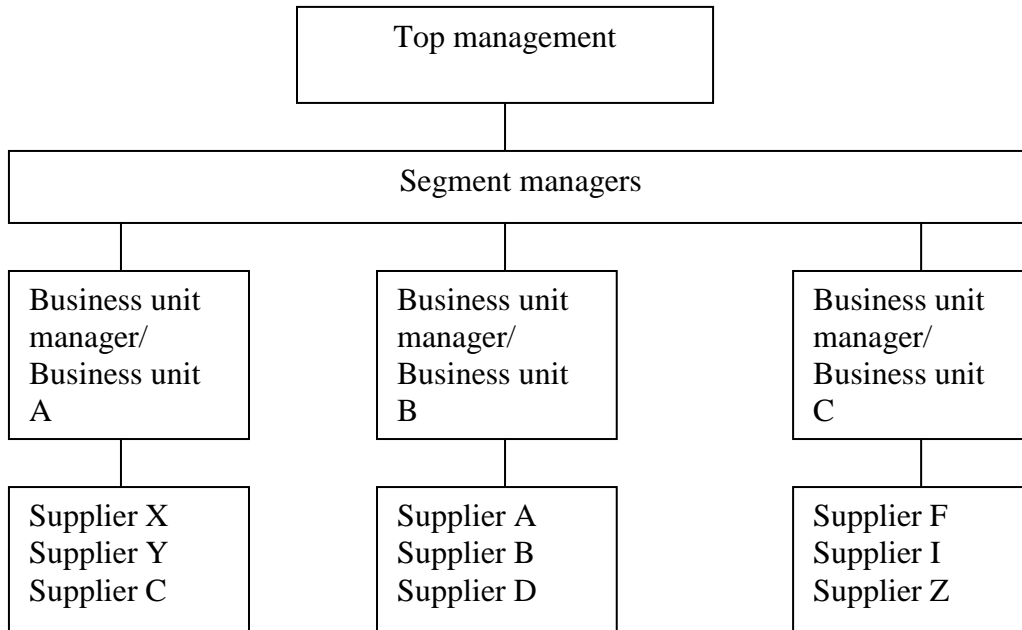 Top management
Segment managers
Business unit
manager/
Business unit
A
Business unit
manager/
Business unit
B
Business unit
manager/
Business unit
C
Supplier X
Supplier Y
Supplier C
Supplier A
Supplier B
Supplier D
Supplier F
Supplier I
Supplier Z